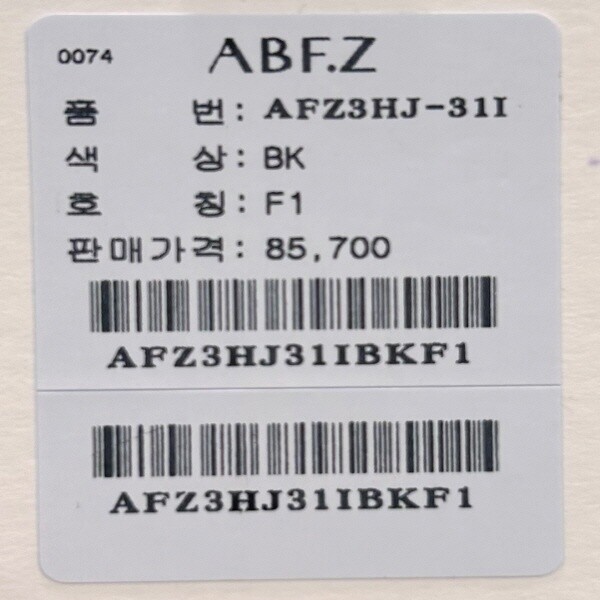 0074 ABF.Z
품 번: AFZ3HJ-31I
색 상: BK
호 칭: F1
판매가격: 85,700
AFZ3HJ31IBKF1
AFZ3HJ31IBKF1